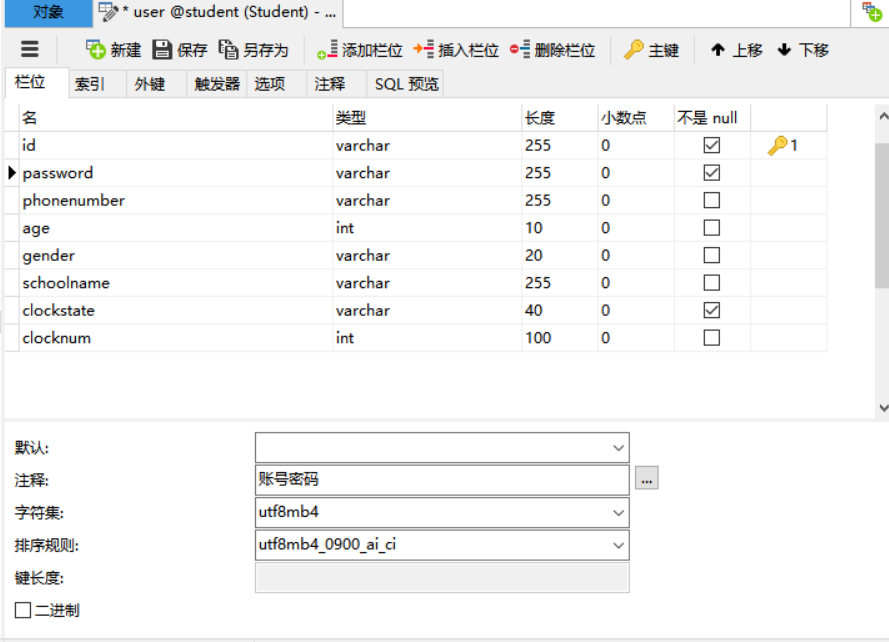 对象 * user @student (Student) - ...
新建 保存 另存为 添加栏位 插入栏位 删除栏位 主键 上移 下移
栏位 索引 外键 触发器 选项 注释 SQL 预览
名 类型 长度 小数点 不是 null
id varchar 255 0 1
password varchar 255 0
phonenumber varchar 255 0
age int 10 0
gender varchar 20 0
schoolname varchar 255 0
clockstate varchar 40 0
clocknum int 100 0
默认:
注释: 账号密码 ...
字符集: utf8mb4
排序规则: utf8mb4_0900_ai_ci
键长度:
二进制